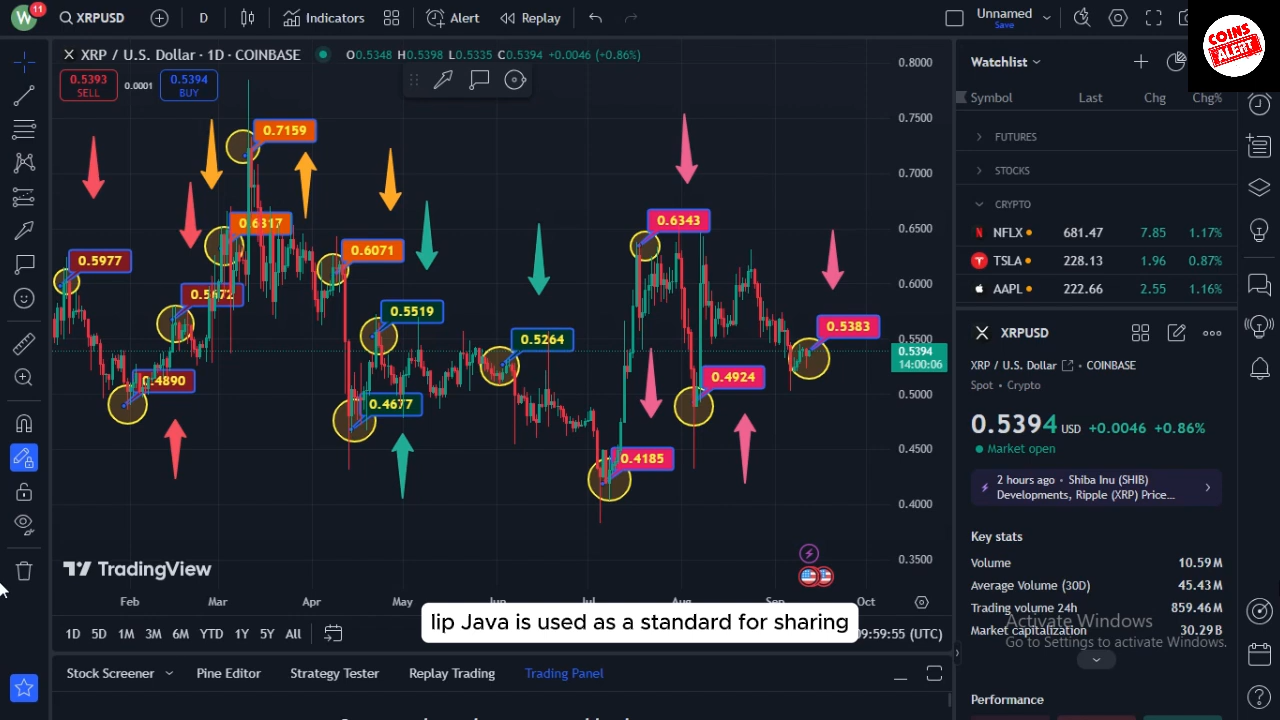 W 11 XRPUSD D Indicators Alert Replay Unnamed Save
COINS ALERT
XRP / U.S. Dollar · 1D · COINBASE O0.5348 H0.5398 L0.5335 C0.5394 +0.0046 (+0.86%)
0.5393 SELL 0.0001 0.5394 BUY
0.7159
0.6317
0.5977
0.5672
0.4890
0.6071
0.5519
0.4677
0.5264
0.4185
0.6343
0.4924
0.5383
0.8000
0.7500
0.7000
0.6500
0.6000
0.5500
0.5394
14:00:06
0.5000
0.4500
0.4000
0.3500
TradingView
Feb Mar Apr May Jun Jul Aug Sep Oct
lip Java is used as a standard for sharing
1D 5D 1M 3M 6M YTD 1Y 5Y All 09:59:55 (UTC)
Stock Screener Pine Editor Strategy Tester Replay Trading Trading Panel
Watchlist
Symbol Last Chg Chg%
FUTURES
STOCKS
CRYPTO
NFLX 681.47 7.85 1.17%
TSLA 228.13 1.96 0.87%
AAPL 222.66 2.55 1.16%
XRPUSD
XRP / U.S. Dollar COINBASE
Spot • Crypto
0.5394 USD +0.0046 +0.86%
Market open
2 hours ago • Shiba Inu (SHIB)
Developments, Ripple (XRP) Price...
Key stats
Volume 10.59M
Average Volume (30D) 45.43M
Trading volume 24h 859.46M
Market capitalization 30.29B
Activate Windows
Go to Settings to activate Windows.
Performance